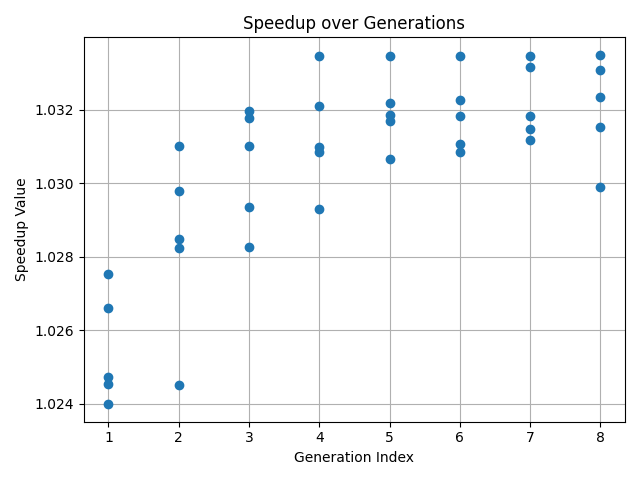 Speedup over Generations
Speedup Value
1.032
1.030
1.028
1.026
1.024
1 2 3 4 5 6 7 8
Generation Index